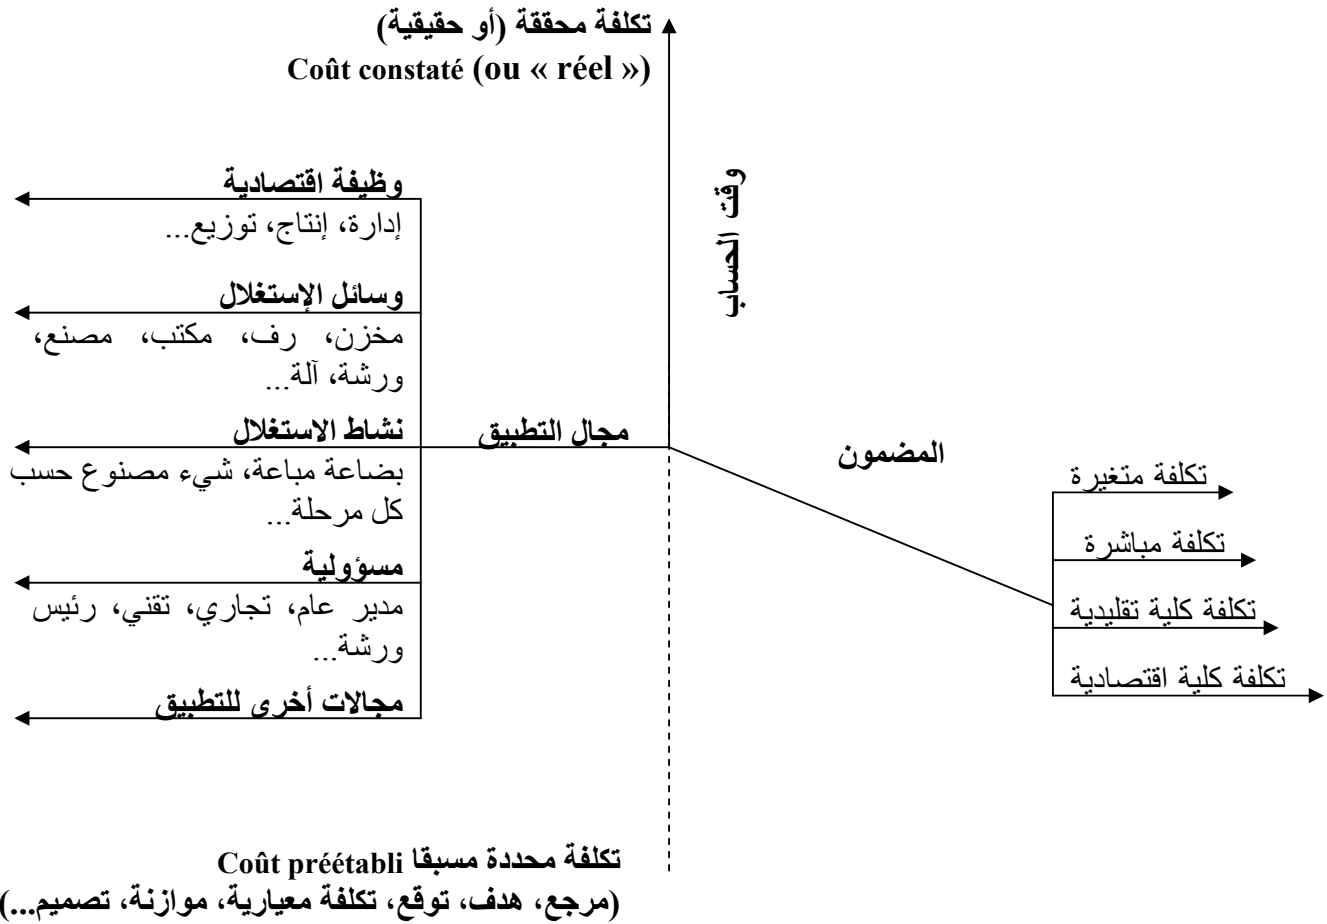 تكلفة محققة (أو حقيقية)
Coût constaté (ou « réel »)
وقت الحساب
وظيفة اقتصادية
إدارة، إنتاج، توزيع...
وسائل الإستغلال
مخزن، رف، مكتب، مصنع،
ورشة، آلة...
نشاط الاستغلال
بضاعة مباعة، شيء مصنوع حسب
كل مرحلة...
مسؤولية
مدير عام، تجاري، تقني، رئيس
ورشة...
مجالات أخرى للتطبيق
مجال التطبيق
المضمون
تكلفة متغيرة
تكلفة مباشرة
تكلفة كلية تقليدية
تكلفة كلية اقتصادية
تكلفة محددة مسبقا Coût préétabli
(مرجع، هدف، توقع، تكلفة معيارية، موازنة، تصميم...)